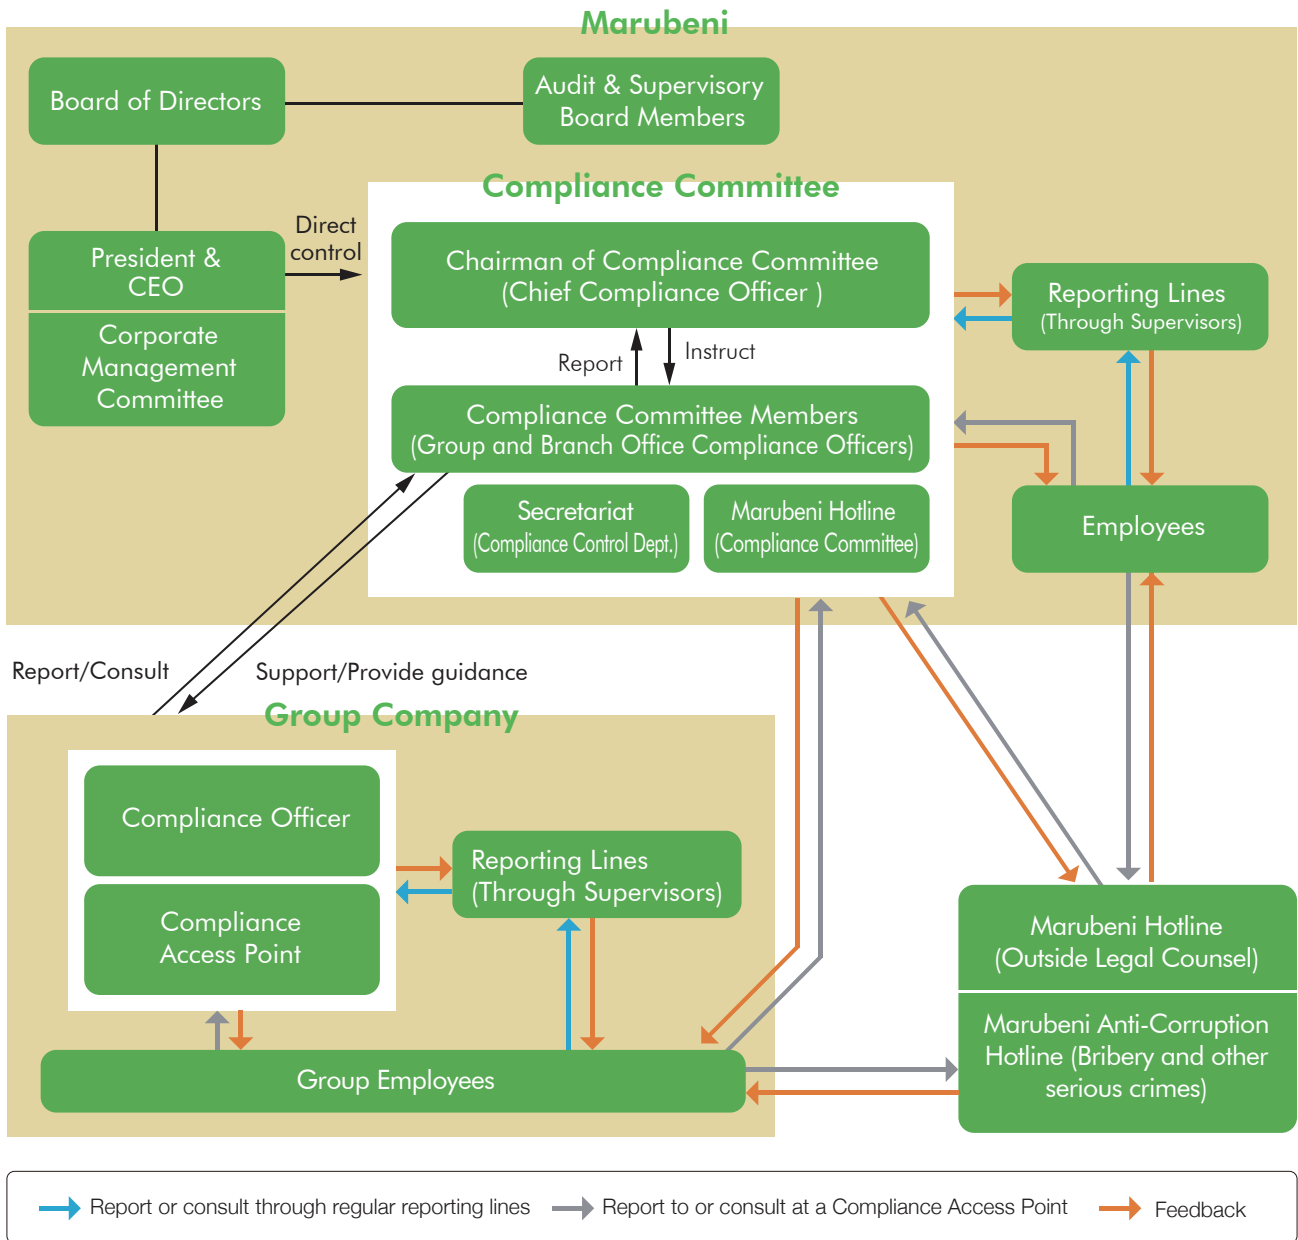 Marubeni
Board of Directors
Audit & Supervisory
Board Members
Compliance Committee
Direct
control
President &
CEO
Corporate
Management
Committee
Chairman of Compliance Committee
(Chief Compliance Officer )
Reporting Lines
(Through Supervisors)
Report
Instruct
Compliance Committee Members
(Group and Branch Office Compliance Officers)
Secretariat
(Compliance Control Dept.)
Marubeni Hotline
(Compliance Committee)
Employees
Report/Consult
Support/Provide guidance
Group Company
Compliance Officer
Compliance
Access Point
Reporting Lines
(Through Supervisors)
Group Employees
Marubeni Hotline
(Outside Legal Counsel)
Marubeni Anti-Corruption
Hotline (Bribery and other
serious crimes)
Report or consult through regular reporting lines
Report to or consult at a Compliance Access Point
Feedback